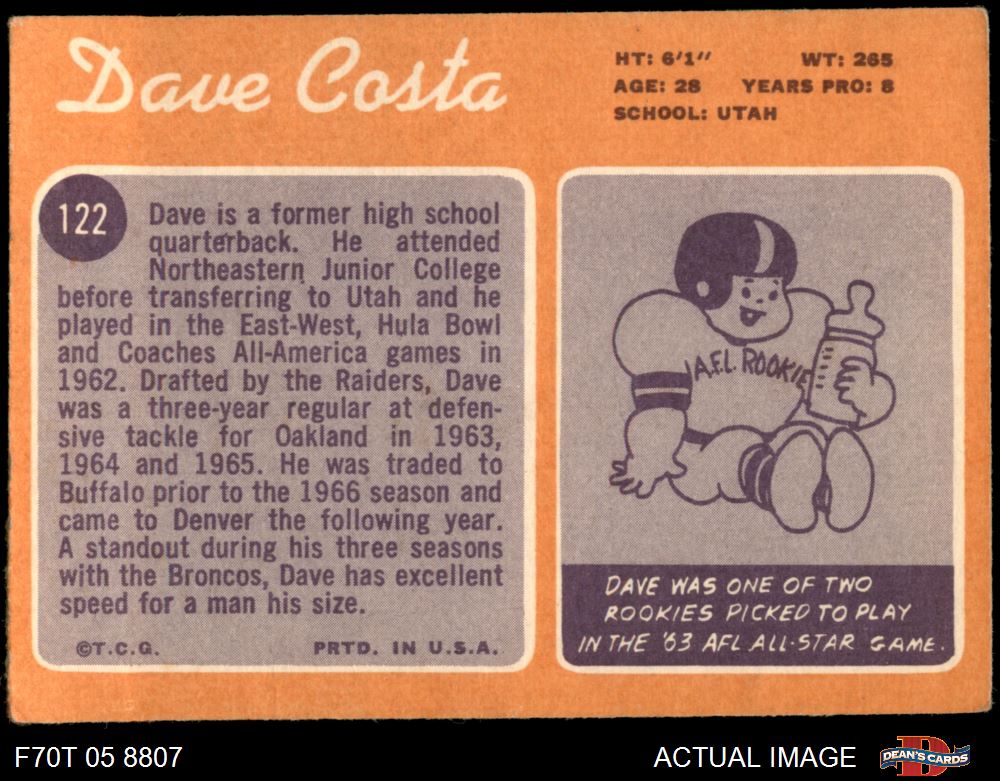 Dave Costa
HT: 6'1" WT: 265
AGE: 28 YEARS PRO: 8
SCHOOL: UTAH
122
Dave is a former high school
quarterback. He attended
Northeastern Junior College
before transferring to Utah and he
played in the East-West, Hula Bowl
and Coaches All-America games in
1962. Drafted by the Raiders, Dave
was a three-year regular at defen-
sive tackle for Oakland in 1963,
1964 and 1965. He was traded to
Buffalo prior to the 1966 season and
came to Denver the following year.
A standout during his three seasons
with the Broncos, Dave has excellent
speed for a man his size.
©T.C.G. PRTD. IN U.S.A.
A.F.L. ROOKIE
DAVE WAS ONE OF TWO
ROOKIES PICKED TO PLAY
IN THE '63 AFL ALL-STAR GAME.
F70T 05 8807
ACTUAL IMAGE
DEAN'S CARDS